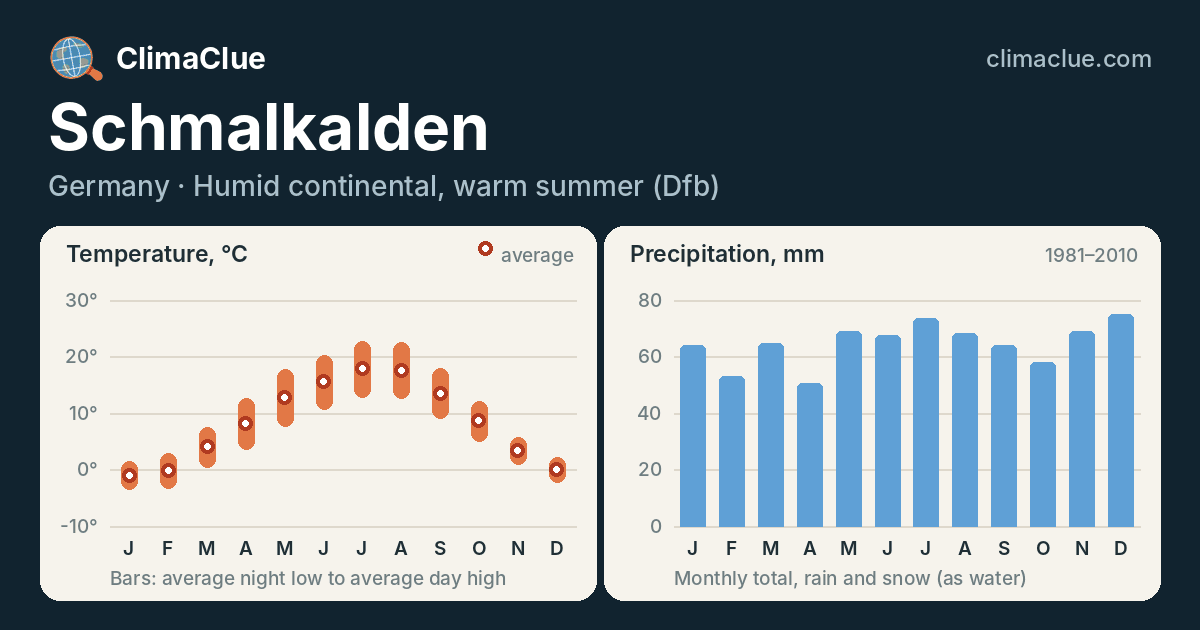 ClimaClue
climaclue.com
Schmalkalden
Germany · Humid continental, warm summer (Dfb)
Temperature, °C
average
30°
20°
10°
0°
-10°
J F M A M J J A S O N D
Bars: average night low to average day high
Precipitation, mm
1981–2010
80
60
40
20
0
J F M A M J J A S O N D
Monthly total, rain and snow (as water)